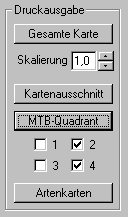 Druckausgabe
Gesamte Karte
Skalierung 1,0
Kartenausschnitt
MTB-Quadrant
1 2
3 4
Artenkarten